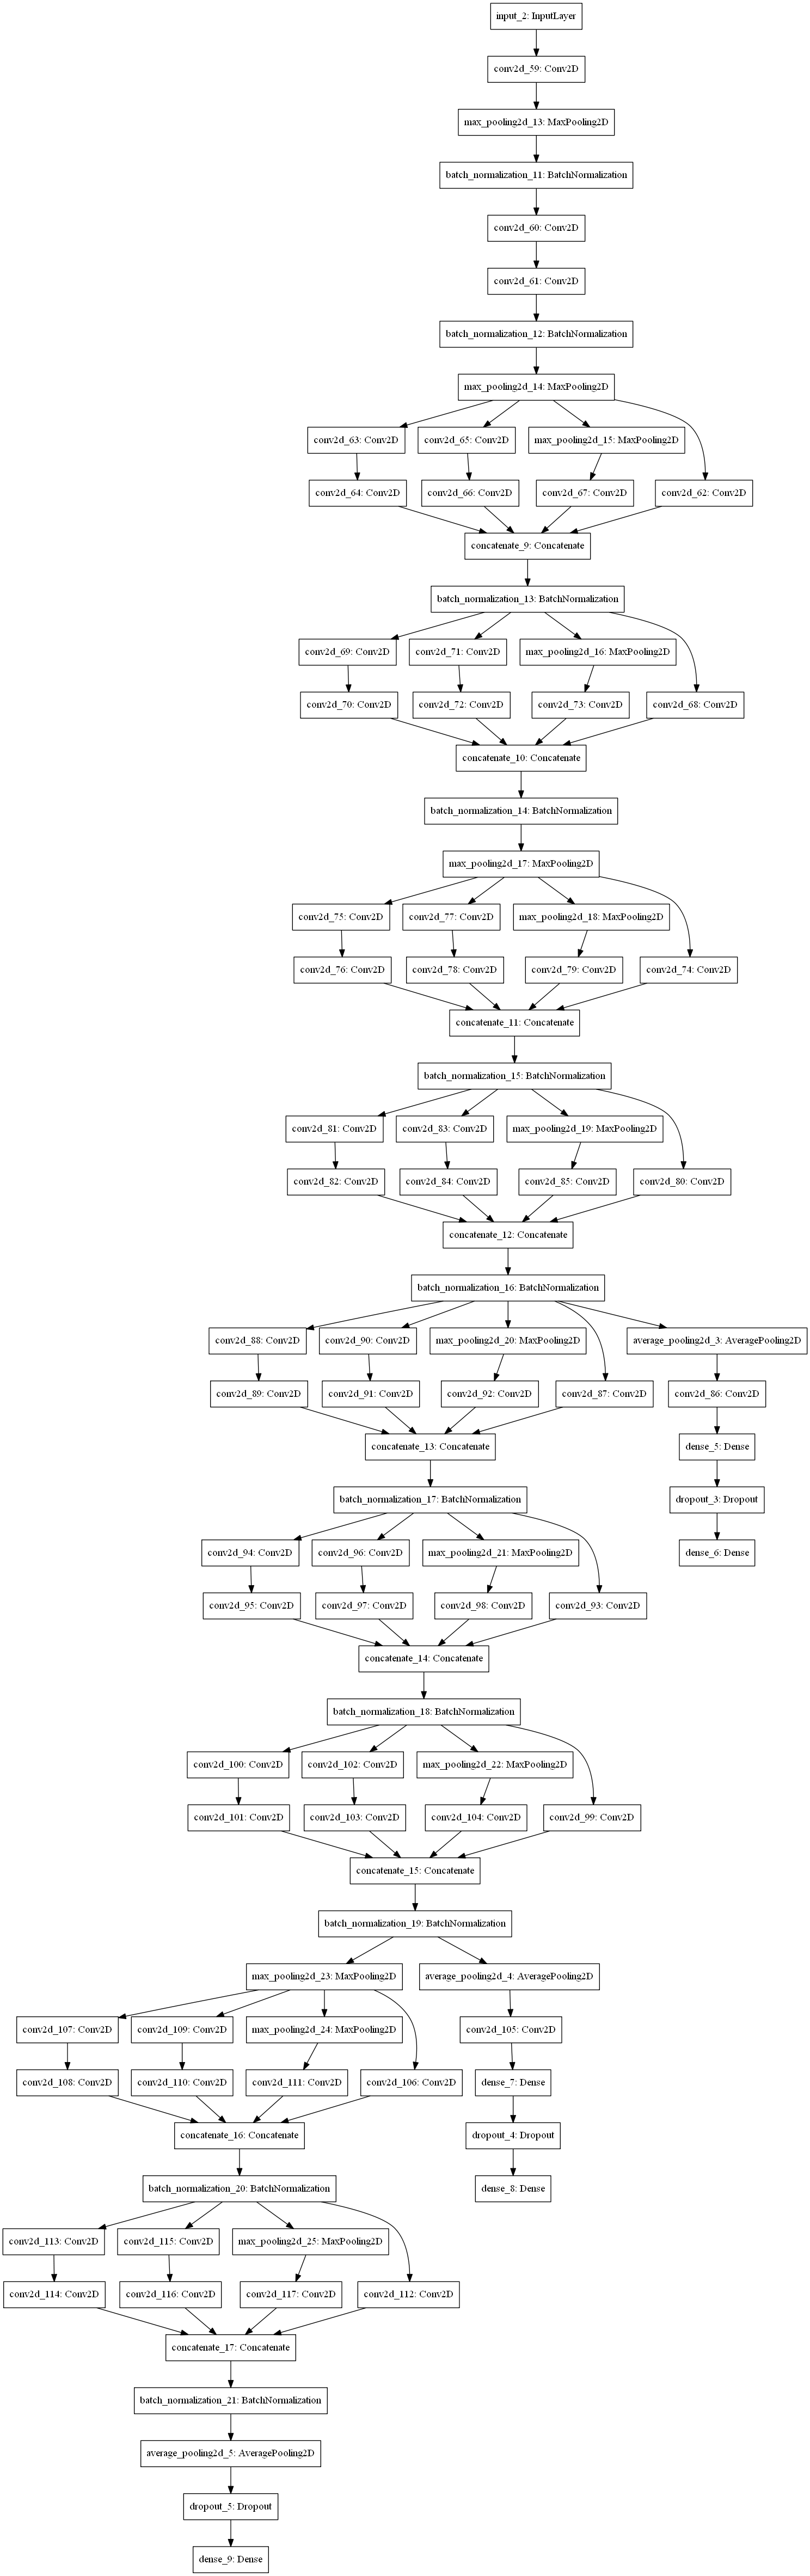 input_2: InputLayer
conv2d_59: Conv2D
max_pooling2d_13: MaxPooling2D
batch_normalization_11: BatchNormalization
conv2d_60: Conv2D
conv2d_61: Conv2D
batch_normalization_12: BatchNormalization
max_pooling2d_14: MaxPooling2D
conv2d_63: Conv2D
conv2d_65: Conv2D
max_pooling2d_15: MaxPooling2D
conv2d_64: Conv2D
conv2d_66: Conv2D
conv2d_67: Conv2D
conv2d_62: Conv2D
concatenate_9: Concatenate
batch_normalization_13: BatchNormalization
conv2d_69: Conv2D
conv2d_71: Conv2D
max_pooling2d_16: MaxPooling2D
conv2d_70: Conv2D
conv2d_72: Conv2D
conv2d_73: Conv2D
conv2d_68: Conv2D
concatenate_10: Concatenate
batch_normalization_14: BatchNormalization
max_pooling2d_17: MaxPooling2D
conv2d_75: Conv2D
conv2d_77: Conv2D
max_pooling2d_18: MaxPooling2D
conv2d_76: Conv2D
conv2d_78: Conv2D
conv2d_79: Conv2D
conv2d_74: Conv2D
concatenate_11: Concatenate
batch_normalization_15: BatchNormalization
conv2d_81: Conv2D
conv2d_83: Conv2D
max_pooling2d_19: MaxPooling2D
conv2d_82: Conv2D
conv2d_84: Conv2D
conv2d_85: Conv2D
conv2d_80: Conv2D
concatenate_12: Concatenate
batch_normalization_16: BatchNormalization
conv2d_88: Conv2D
conv2d_90: Conv2D
max_pooling2d_20: MaxPooling2D
average_pooling2d_3: AveragePooling2D
conv2d_89: Conv2D
conv2d_91: Conv2D
conv2d_92: Conv2D
conv2d_87: Conv2D
conv2d_86: Conv2D
concatenate_13: Concatenate
dense_5: Dense
batch_normalization_17: BatchNormalization
dropout_3: Dropout
conv2d_94: Conv2D
conv2d_96: Conv2D
max_pooling2d_21: MaxPooling2D
dense_6: Dense
conv2d_95: Conv2D
conv2d_97: Conv2D
conv2d_98: Conv2D
conv2d_93: Conv2D
concatenate_14: Concatenate
batch_normalization_18: BatchNormalization
conv2d_100: Conv2D
conv2d_102: Conv2D
max_pooling2d_22: MaxPooling2D
conv2d_101: Conv2D
conv2d_103: Conv2D
conv2d_104: Conv2D
conv2d_99: Conv2D
concatenate_15: Concatenate
batch_normalization_19: BatchNormalization
max_pooling2d_23: MaxPooling2D
average_pooling2d_4: AveragePooling2D
conv2d_107: Conv2D
conv2d_109: Conv2D
max_pooling2d_24: MaxPooling2D
conv2d_105: Conv2D
conv2d_108: Conv2D
conv2d_110: Conv2D
conv2d_111: Conv2D
conv2d_106: Conv2D
dense_7: Dense
concatenate_16: Concatenate
dropout_4: Dropout
batch_normalization_20: BatchNormalization
dense_8: Dense
conv2d_113: Conv2D
conv2d_115: Conv2D
max_pooling2d_25: MaxPooling2D
conv2d_114: Conv2D
conv2d_116: Conv2D
conv2d_117: Conv2D
conv2d_112: Conv2D
concatenate_17: Concatenate
batch_normalization_21: BatchNormalization
average_pooling2d_5: AveragePooling2D
dropout_5: Dropout
dense_9: Dense